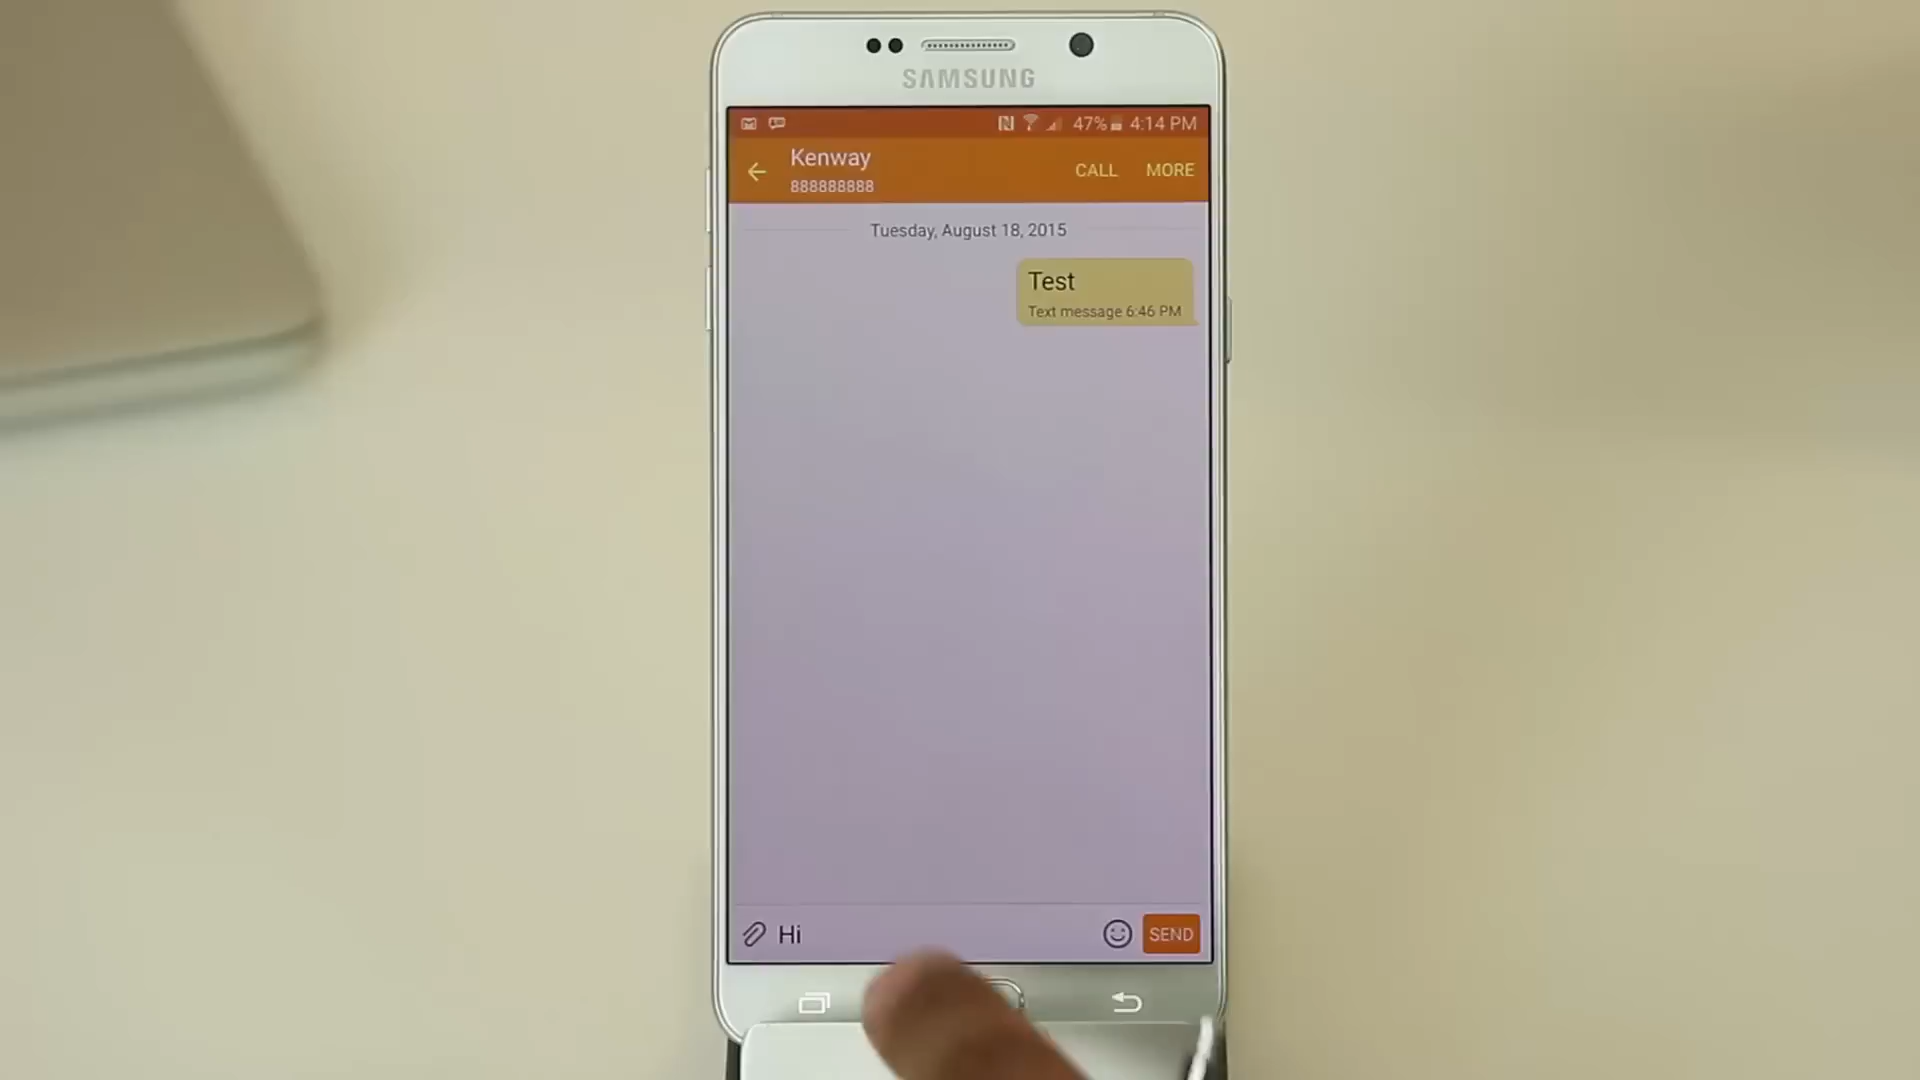 SAMSUNG
47% 4:14 PM
Kenway
888888888
CALL MORE
Tuesday, August 18, 2015
Test
Text message 6:46 PM
Hi
SEND